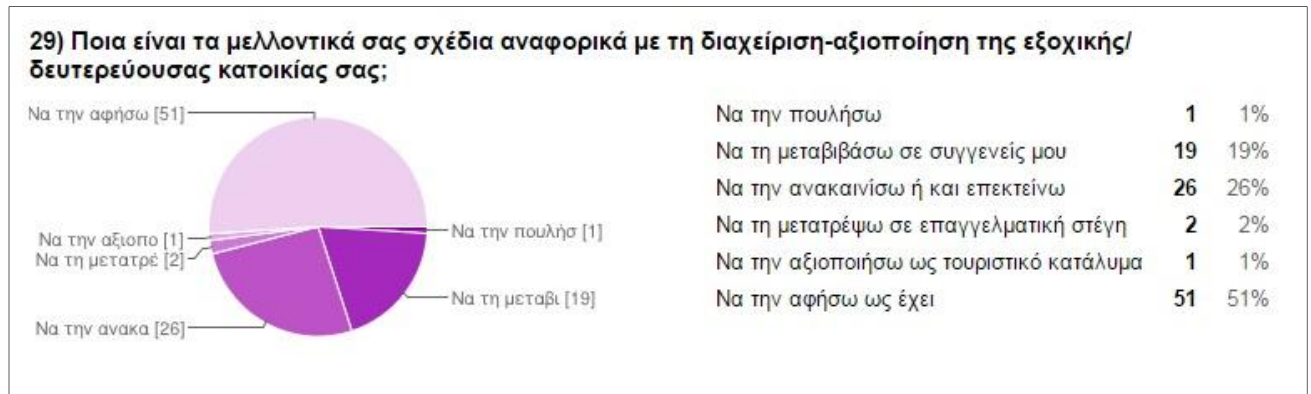 29) Ποια είναι τα μελλοντικά σας σχέδια αναφορικά με τη διαχείριση-αξιοποίηση της εξοχικής/
δευτερεύουσας κατοικίας σας;
Να την αφήσω [51]
Να την αξιοπο [1]
Να τη μετατρέ [2]
Να την ανακα [26]
Να την πουλήσ [1]
Να τη μεταβι [19]
Να την πουλήσω 1 1%
Να τη μεταβιβάσω σε συγγενείς μου 19 19%
Να την ανακαινίσω ή και επεκτείνω 26 26%
Να τη μετατρέψω σε επαγγελματική στέγη 2 2%
Να την αξιοποιήσω ως τουριστικό κατάλυμα 1 1%
Να την αφήσω ως έχει 51 51%